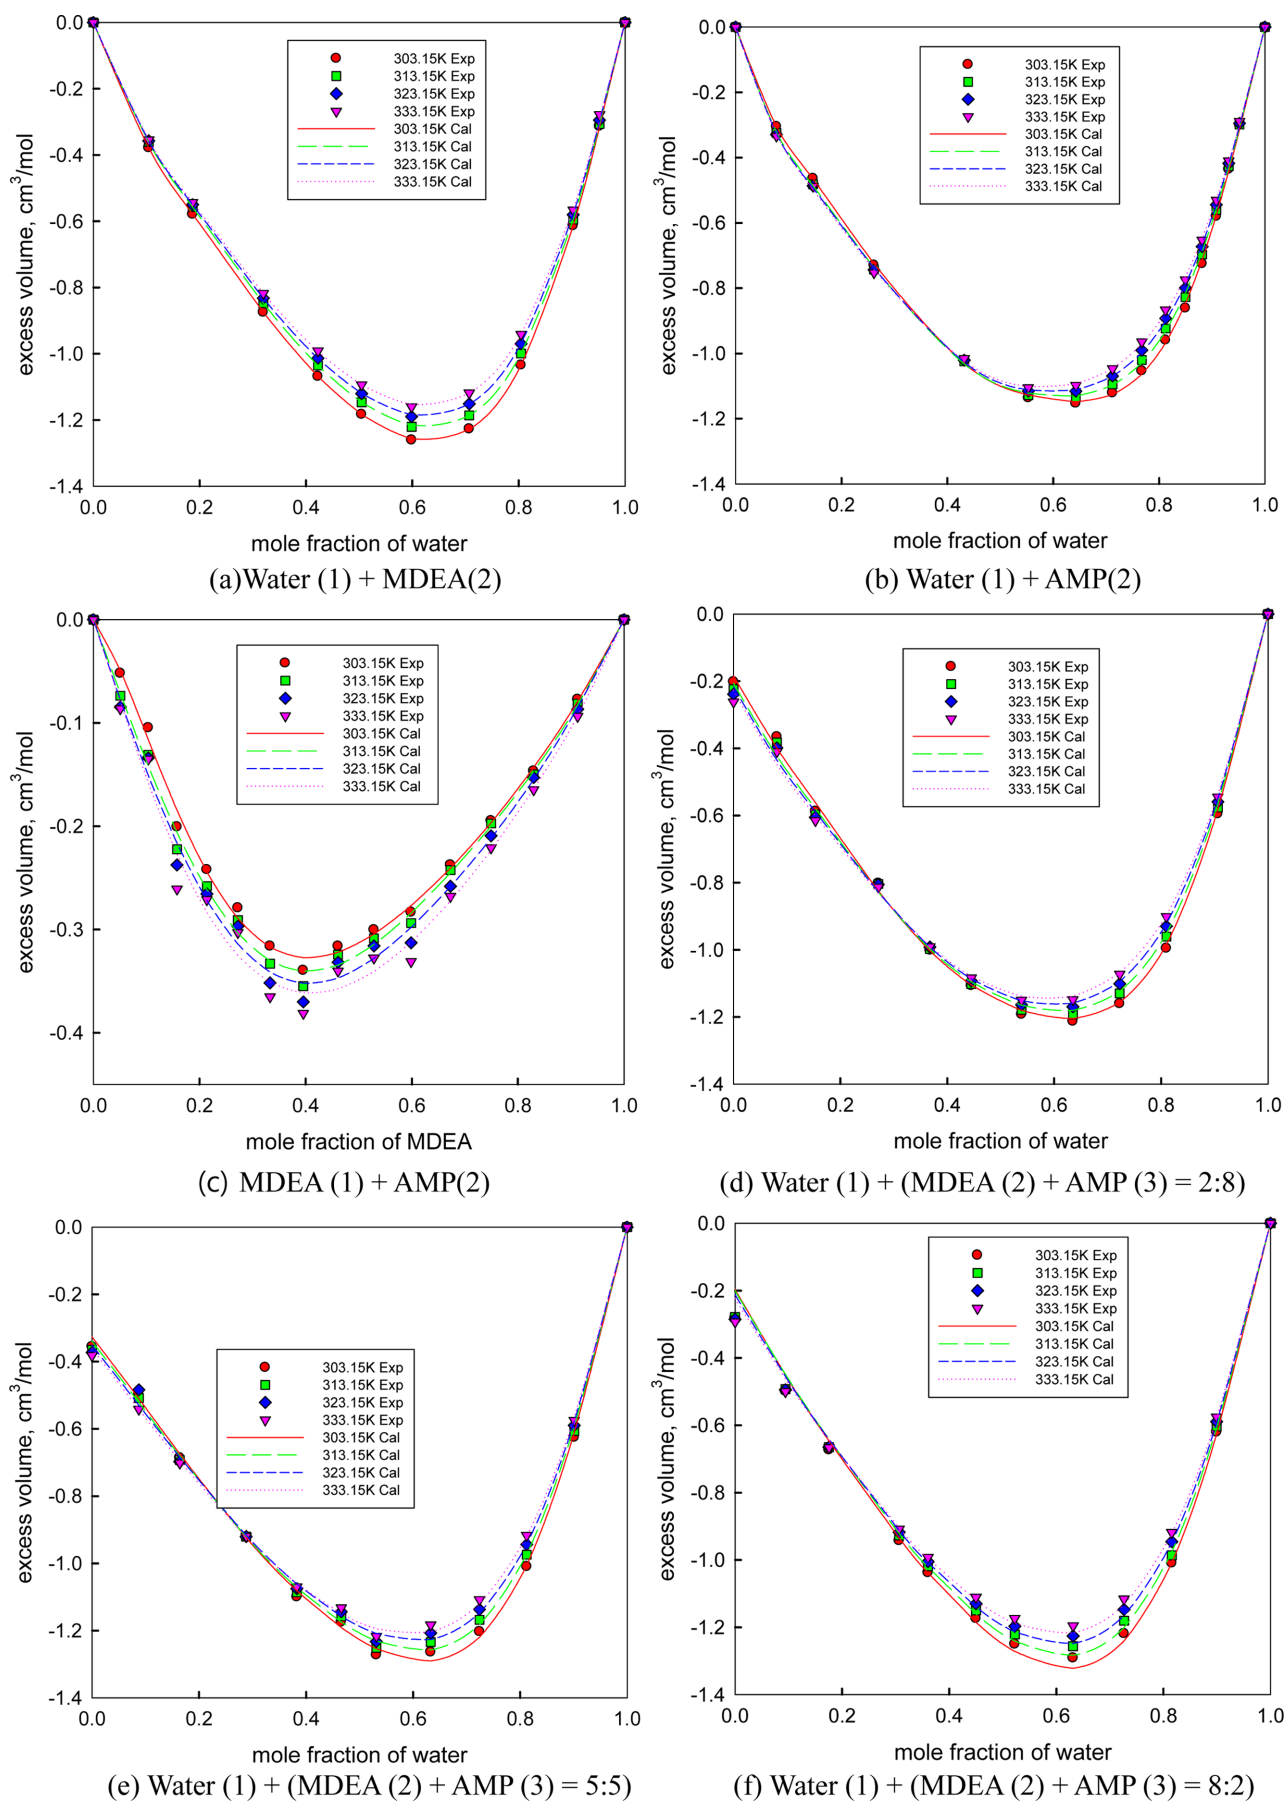 0.0
-0.2
-0.4
-0.6
-0.8
-1.0
-1.2
-1.4
excess volume, cm3/mol
303.15K Exp
313.15K Exp
323.15K Exp
333.15K Exp
303.15K Cal
313.15K Cal
323.15K Cal
333.15K Cal
0.0 0.2 0.4 0.6 0.8 1.0
mole fraction of water
(a)Water (1) + MDEA(2)
0.0
-0.2
-0.4
-0.6
-0.8
-1.0
-1.2
-1.4
excess volume, cm3/mol
303.15K Exp
313.15K Exp
323.15K Exp
333.15K Exp
303.15K Cal
313.15K Cal
323.15K Cal
333.15K Cal
0.0 0.2 0.4 0.6 0.8 1.0
mole fraction of water
(b) Water (1) + AMP(2)
0.0
-0.1
-0.2
-0.3
-0.4
excess volume, cm3/mol
303.15K Exp
313.15K Exp
323.15K Exp
333.15K Exp
303.15K Cal
313.15K Cal
323.15K Cal
333.15K Cal
0.0 0.2 0.4 0.6 0.8 1.0
mole fraction of MDEA
(c) MDEA (1) + AMP(2)
0.0
-0.2
-0.4
-0.6
-0.8
-1.0
-1.2
-1.4
excess volume, cm3/mol
303.15K Exp
313.15K Exp
323.15K Exp
333.15K Exp
303.15K Cal
313.15K Cal
323.15K Cal
333.15K Cal
0.0 0.2 0.4 0.6 0.8 1.0
mole fraction of water
(d) Water (1) + (MDEA (2) + AMP (3) = 2:8)
0.0
-0.2
-0.4
-0.6
-0.8
-1.0
-1.2
-1.4
excess volume, cm3/mol
303.15K Exp
313.15K Exp
323.15K Exp
333.15K Exp
303.15K Cal
313.15K Cal
323.15K Cal
333.15K Cal
0.0 0.2 0.4 0.6 0.8 1.0
mole fraction of water
(e) Water (1) + (MDEA (2) + AMP (3) = 5:5)
0.0
-0.2
-0.4
-0.6
-0.8
-1.0
-1.2
-1.4
excess volume, cm3/mol
303.15K Exp
313.15K Exp
323.15K Exp
333.15K Exp
303.15K Cal
313.15K Cal
323.15K Cal
333.15K Cal
0.0 0.2 0.4 0.6 0.8 1.0
mole fraction of water
(f) Water (1) + (MDEA (2) + AMP (3) = 8:2)